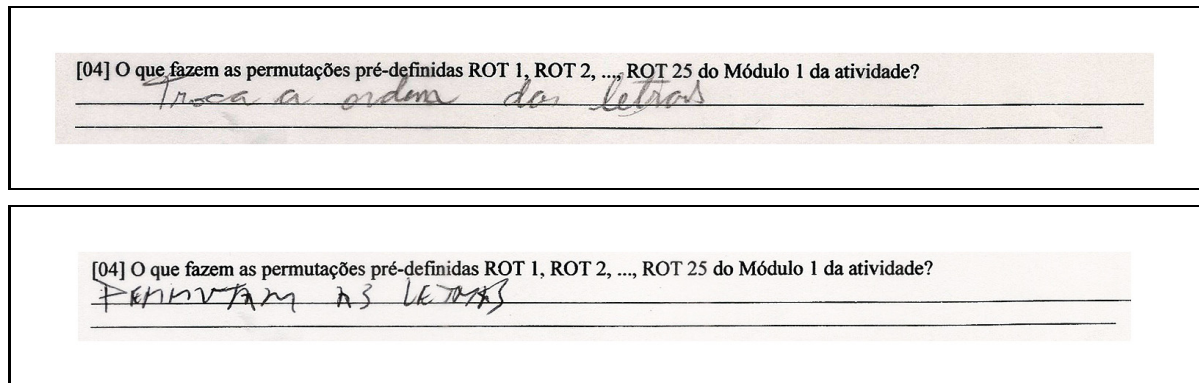 [04] O que fazem as permutações pré-definidas ROT 1, ROT 2, ..., ROT 25 do Módulo 1 da atividade?
Troca a ordem das letras
[04] O que fazem as permutações pré-definidas ROT 1, ROT 2, ..., ROT 25 do Módulo 1 da atividade?
PERMUTAM AS LETRAS